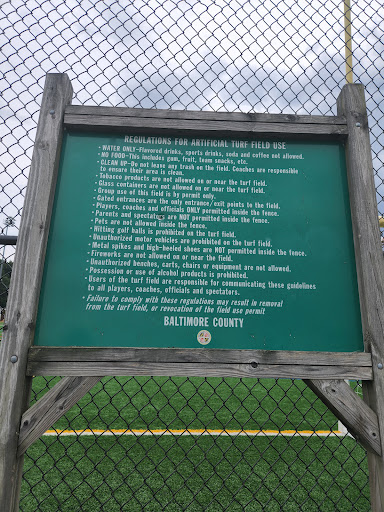 REGULATIONS FOR ARTIFICIAL TURF FIELD USE
• WATER ONLY-Flavored drinks, sports drinks, soda and coffee not allowed.
• NO FOOD-This includes gum, fruit, team snacks, etc.
• CLEAN UP-Do not leave any trash on the field. Coaches are responsible
to ensure their area is clean.
• Tobacco products are not allowed on or near the turf field.
• Glass containers are not allowed on or near the turf field.
• Group use of this field is by permit only.
• Gated entrances are the only entrance/exit points to the field.
• Players, coaches and officials ONLY permitted inside the fence.
• Parents and spectators are NOT permitted inside the fence.
• Pets are not allowed inside the fence.
• Hitting golf balls is prohibited on the turf field.
• Unauthorized motor vehicles are prohibited on the turf field.
• Metal spikes and high-heeled shoes are NOT permitted inside the fence.
• Fireworks are not allowed on or near the field.
• Unauthorized benches, carts, chairs or equipment are not allowed.
• Possession or use of alcohol products is prohibited.
• Users of the turf field are responsible for communicating these guidelines
to all players, coaches, officials and spectators.
• Failure to comply with these regulations may result in removal
from the turf field, or revocation of the field use permit
BALTIMORE COUNTY